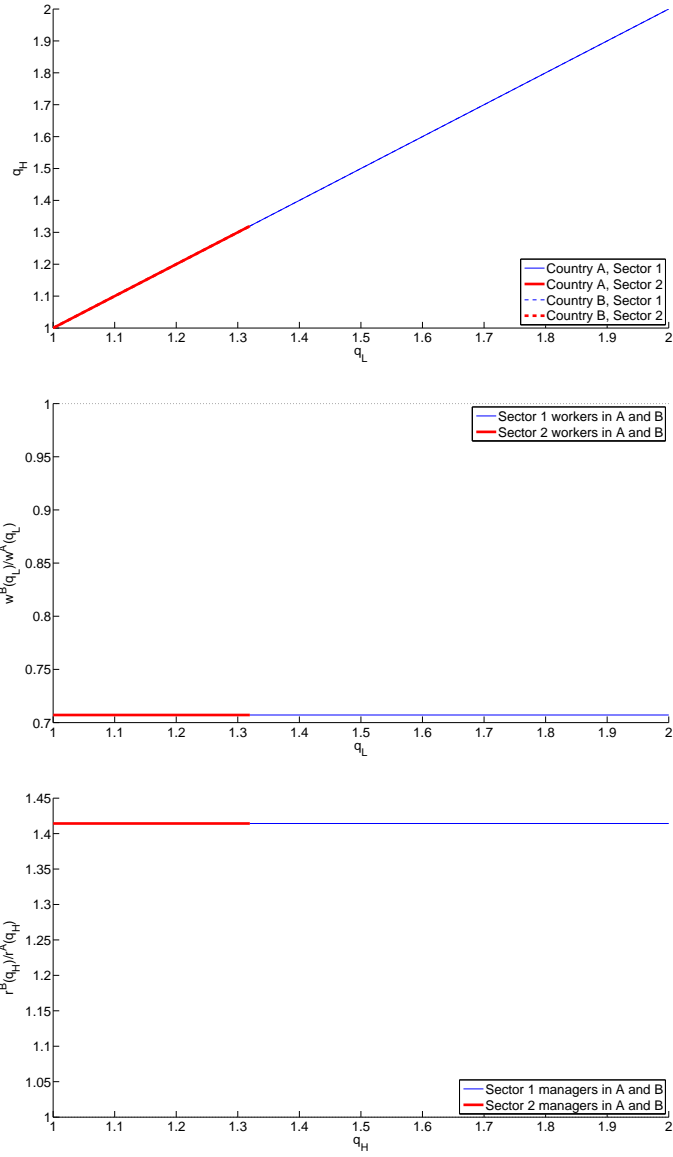 2
1.9
1.8
1.7
1.6
1.5
1.4
1.3
1.2
1.1
1
q_H
Country A, Sector 1
Country A, Sector 2
Country B, Sector 1
Country B, Sector 2
1 1.1 1.2 1.3 1.4 1.5 1.6 1.7 1.8 1.9 2
q_L
1
0.95
0.9
0.85
0.8
0.75
0.7
w^B(q_L)/w^A(q_L)
Sector 1 workers in A and B
Sector 2 workers in A and B
1 1.1 1.2 1.3 1.4 1.5 1.6 1.7 1.8 1.9 2
q_L
1.45
1.4
1.35
1.3
1.25
1.2
1.15
1.1
1.05
1
r^B(q_H)/r^A(q_H)
Sector 1 managers in A and B
Sector 2 managers in A and B
1 1.1 1.2 1.3 1.4 1.5 1.6 1.7 1.8 1.9 2
q_H